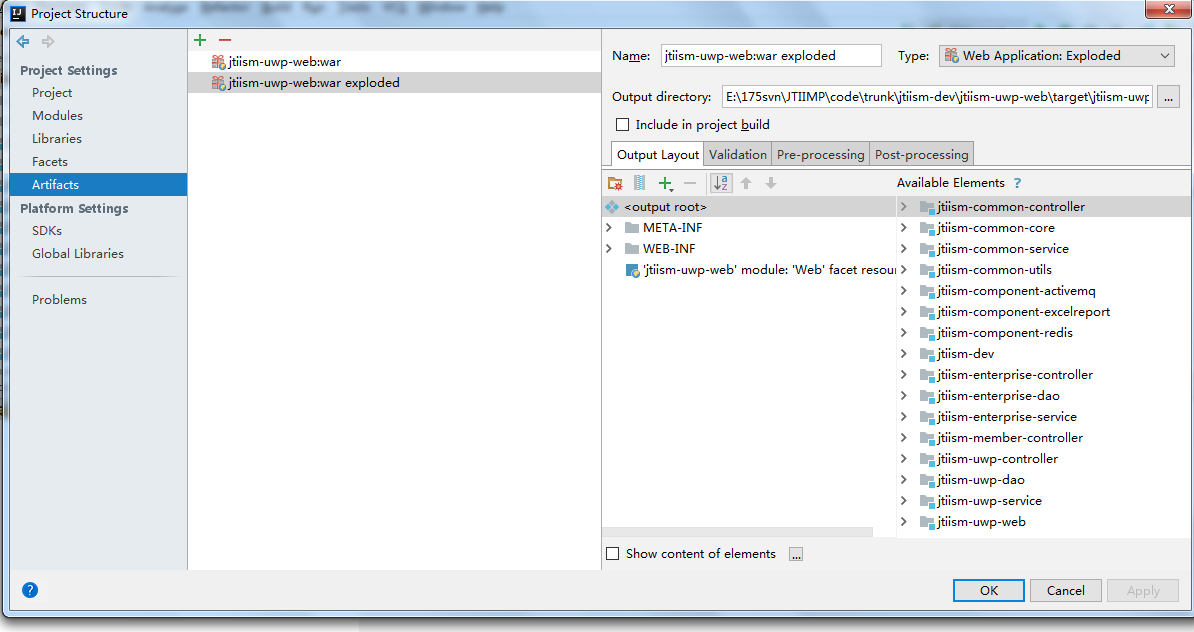 Project Structure
Project Settings
Project
Modules
Libraries
Facets
Artifacts
Platform Settings
SDKs
Global Libraries
Problems
jtiism-uwp-web:war
jtiism-uwp-web:war exploded
Name: jtiism-uwp-web:war exploded Type: Web Application: Exploded
Output directory: E:\175svn\JTIIMP\code\trunk\jtiism-dev\jtiism-uwp-web\target\jtiism-uwp ...
Include in project build
Output Layout Validation Pre-processing Post-processing
Available Elements ?
<output root>
META-INF
WEB-INF
'jtiism-uwp-web' module: 'Web' facet resou
jtiism-common-controller
jtiism-common-core
jtiism-common-service
jtiism-common-utils
jtiism-component-activemq
jtiism-component-excelreport
jtiism-component-redis
jtiism-dev
jtiism-enterprise-controller
jtiism-enterprise-dao
jtiism-enterprise-service
jtiism-member-controller
jtiism-uwp-controller
jtiism-uwp-dao
jtiism-uwp-service
jtiism-uwp-web
Show content of elements ...
? OK Cancel Apply